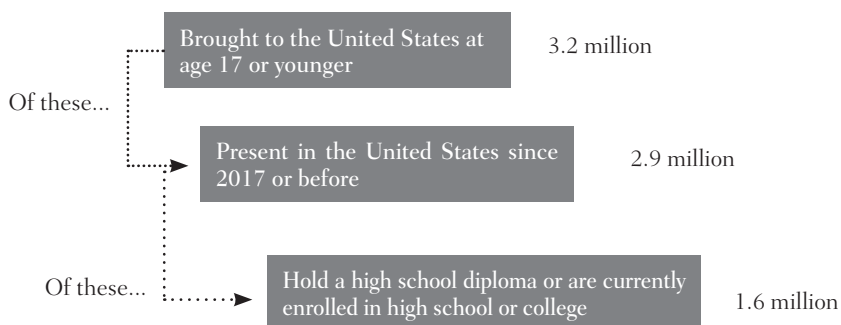 Brought to the United States at
age 17 or younger
3.2 million
Of these...
Present in the United States since
2017 or before
2.9 million
Of these...
Hold a high school diploma or are currently
enrolled in high school or college
1.6 million